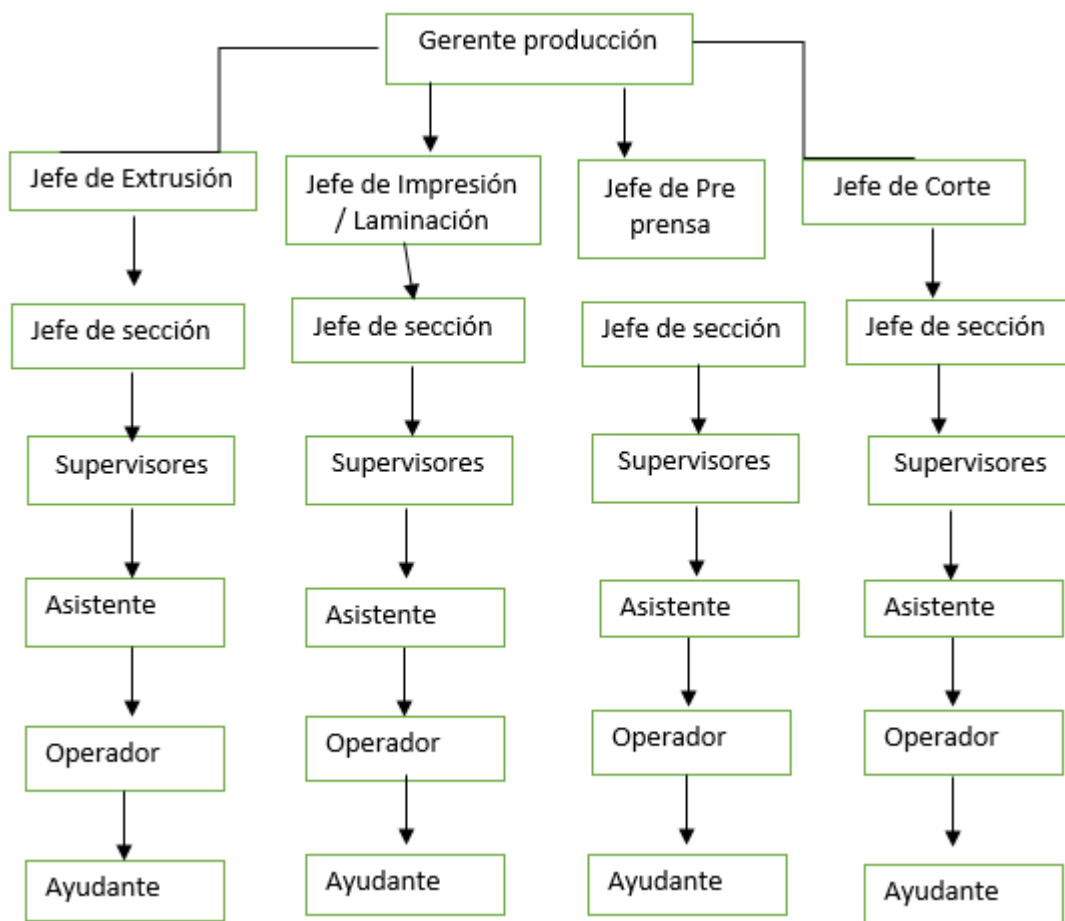 Gerente producción
Jefe de Extrusión
Jefe de Impresión
/ Laminación
Jefe de Pre
prensa
Jefe de Corte
Jefe de sección
Jefe de sección
Jefe de sección
Jefe de sección
Supervisores
Supervisores
Supervisores
Supervisores
Asistente
Asistente
Asistente
Asistente
Operador
Operador
Operador
Operador
Ayudante
Ayudante
Ayudante
Ayudante